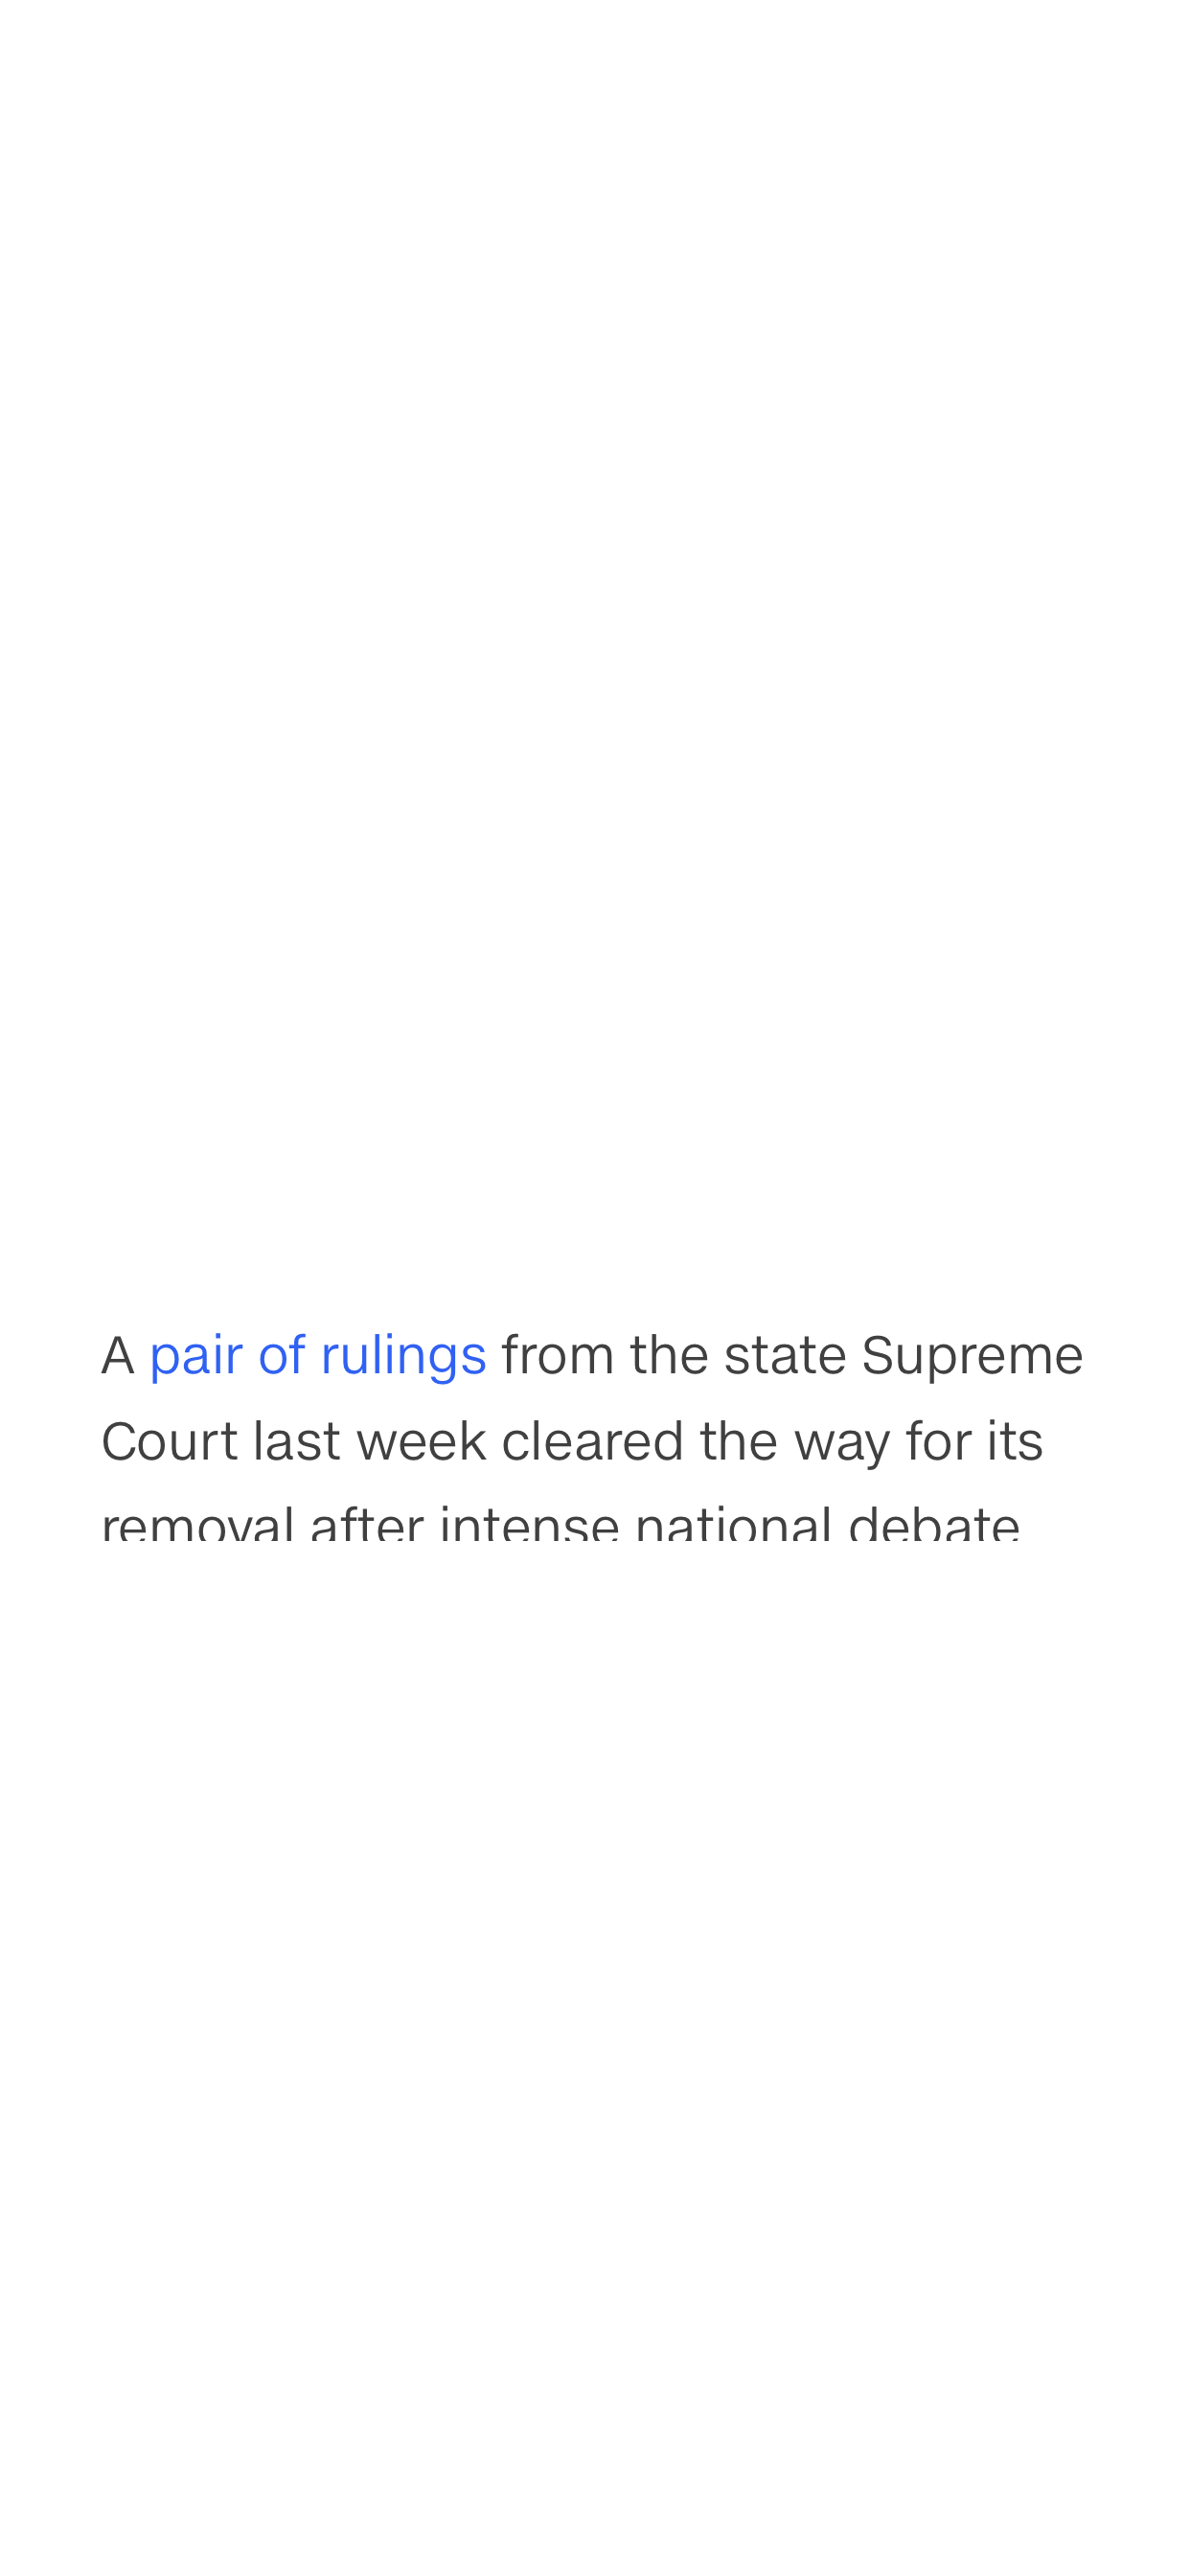 A pair of rulings from the state Supreme
Court last week cleared the way for its
removal after intense national debate